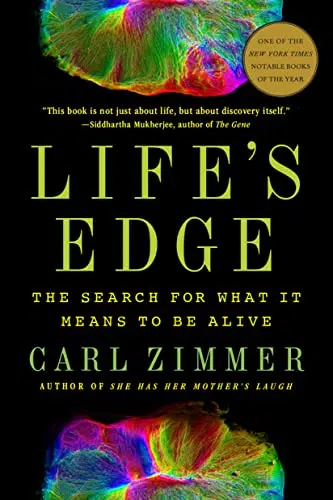 ONE OF THE
NEW YORK TIMES
NOTABLE BOOKS
OF THE YEAR
"This book is not just about life, but about discovery itself."
—Siddhartha Mukherjee, author of The Gene
LIFE'S
EDGE
THE SEARCH FOR WHAT IT
MEANS TO BE ALIVE
CARL ZIMMER
AUTHOR OF SHE HAS HER MOTHER'S LAUGH